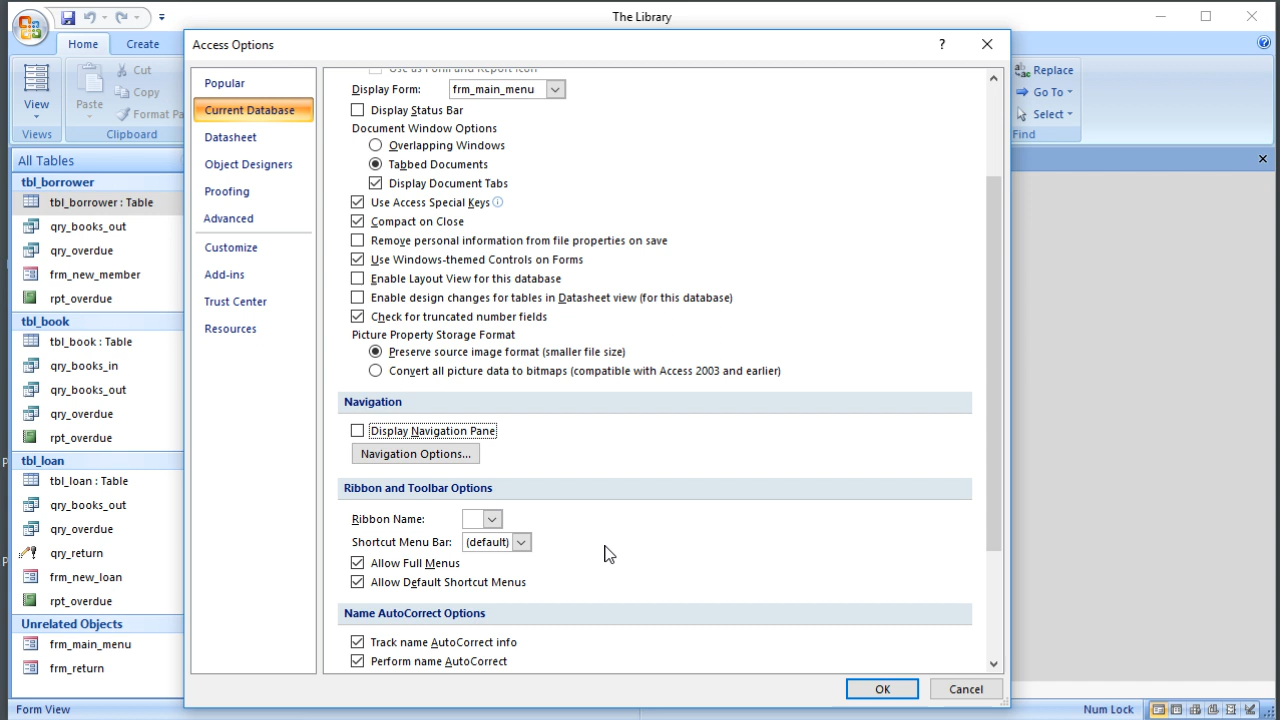 The Library
Home
Create
View
Views
Paste
Cut
Copy
Format Pa
Clipboard
Replace
Go To
Select
Find
All Tables
tbl_borrower
tbl_borrower : Table
qry_books_out
qry_overdue
frm_new_member
rpt_overdue
tbl_book
tbl_book : Table
qry_books_in
qry_books_out
qry_overdue
rpt_overdue
tbl_loan
tbl_loan : Table
qry_books_out
qry_overdue
qry_return
frm_new_loan
rpt_overdue
Unrelated Objects
frm_main_menu
frm_return
Access Options
Popular
Current Database
Datasheet
Object Designers
Proofing
Advanced
Customize
Add-ins
Trust Center
Resources
Use as Form and Report Icon
Display Form: frm_main_menu
Display Status Bar
Document Window Options
Overlapping Windows
Tabbed Documents
Display Document Tabs
Use Access Special Keys
Compact on Close
Remove personal information from file properties on save
Use Windows-themed Controls on Forms
Enable Layout View for this database
Enable design changes for tables in Datasheet view (for this database)
Check for truncated number fields
Picture Property Storage Format
Preserve source image format (smaller file size)
Convert all picture data to bitmaps (compatible with Access 2003 and earlier)
Navigation
Display Navigation Pane
Navigation Options...
Ribbon and Toolbar Options
Ribbon Name:
Shortcut Menu Bar: (default)
Allow Full Menus
Allow Default Shortcut Menus
Name AutoCorrect Options
Track name AutoCorrect info
Perform name AutoCorrect
OK
Cancel
Form View
Num Lock